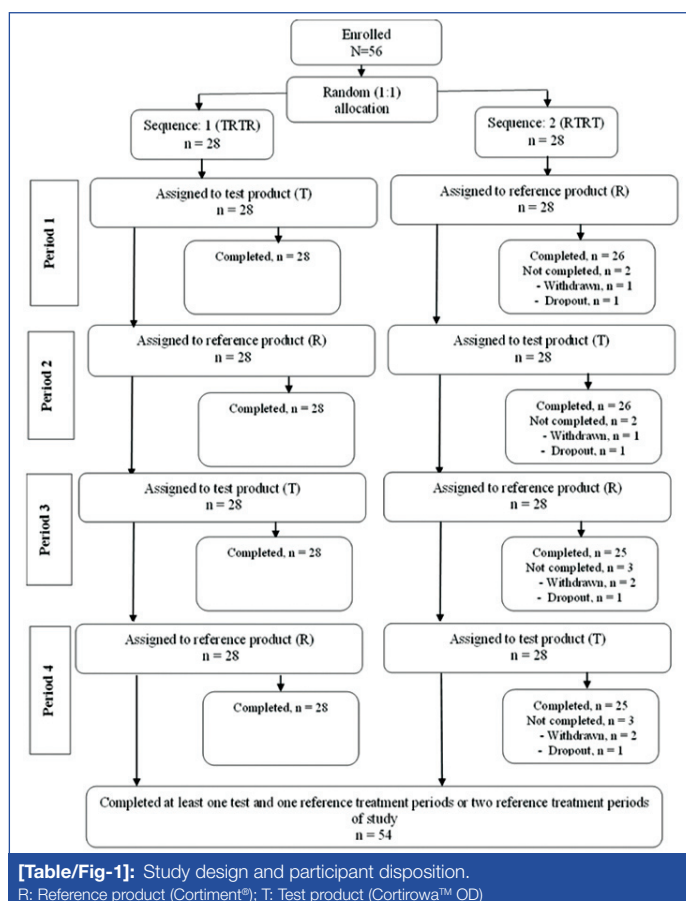 Enrolled
N=56
Random (1:1)
allocation
Sequence: 1 (TRTR)
n = 28
Sequence: 2 (RTRT)
n = 28
Period 1
Assigned to test product (T)
n = 28
Assigned to reference product (R)
n = 28
Completed, n = 28
Completed, n = 26
Not completed, n = 2
- Withdrawn, n = 1
- Dropout, n = 1
Period 2
Assigned to reference product (R)
n = 28
Assigned to test product (T)
n = 28
Completed, n = 28
Completed, n = 26
Not completed, n = 2
- Withdrawn, n = 1
- Dropout, n = 1
Period 3
Assigned to test product (T)
n = 28
Assigned to reference product (R)
n = 28
Completed, n = 28
Completed, n = 25
Not completed, n = 3
- Withdrawn, n = 2
- Dropout, n = 1
Period 4
Assigned to reference product (R)
n = 28
Assigned to test product (T)
n = 28
Completed, n = 28
Completed, n = 25
Not completed, n = 3
- Withdrawn, n = 2
- Dropout, n = 1
Completed at least one test and one reference treatment periods or two reference treatment periods
of study
n = 54
[Table/Fig-1]: Study design and participant disposition.
R: Reference product (Cortiment®); T: Test product (Cortirowa™ OD)